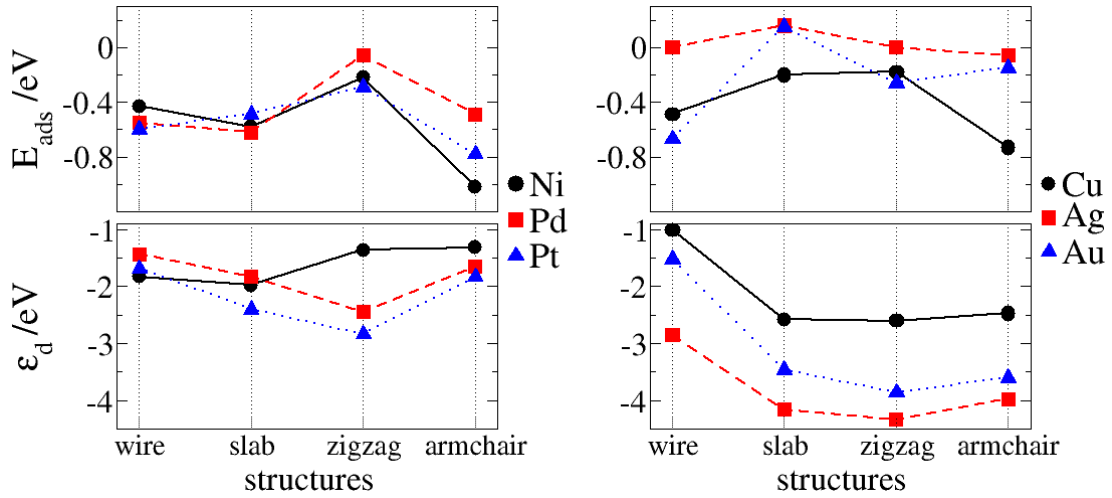 E_ads /eV
0
-0.4
-0.8
0
-0.4
-0.8
Ni
Pd
Pt
Cu
Ag
Au
ε_d /eV
-1
-2
-3
-4
-1
-2
-3
-4
wire slab zigzag armchair
structures
wire slab zigzag armchair
structures